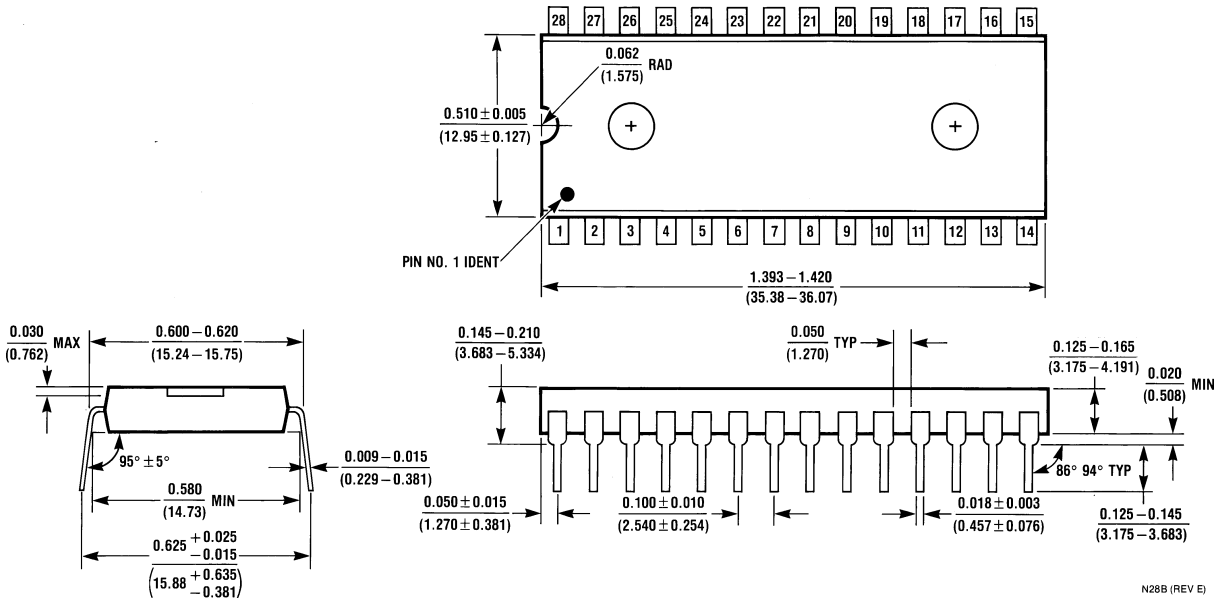 28 27 26 25 24 23 22 21 20 19 18 17 16 15
0.062
(1.575)
RAD
0.510 ± 0.005
(12.95 ± 0.127)
1 2 3 4 5 6 7 8 9 10 11 12 13 14
PIN NO. 1 IDENT
1.393 – 1.420
(35.38 – 36.07)
0.030
(0.762)
MAX
0.600 – 0.620
(15.24 – 15.75)
95° ± 5°
0.009 – 0.015
(0.229 – 0.381)
0.580
(14.73)
MIN
0.625 + 0.025
– 0.015
(15.88 + 0.635
– 0.381)
0.145 – 0.210
(3.683 – 5.334)
0.050
(1.270)
TYP
0.125 – 0.165
(3.175 – 4.191)
0.020
(0.508)
MIN
86° 94° TYP
0.050 ± 0.015
(1.270 ± 0.381)
0.100 ± 0.010
(2.540 ± 0.254)
0.018 ± 0.003
(0.457 ± 0.076)
0.125 – 0.145
(3.175 – 3.683)
N28B (REV E)